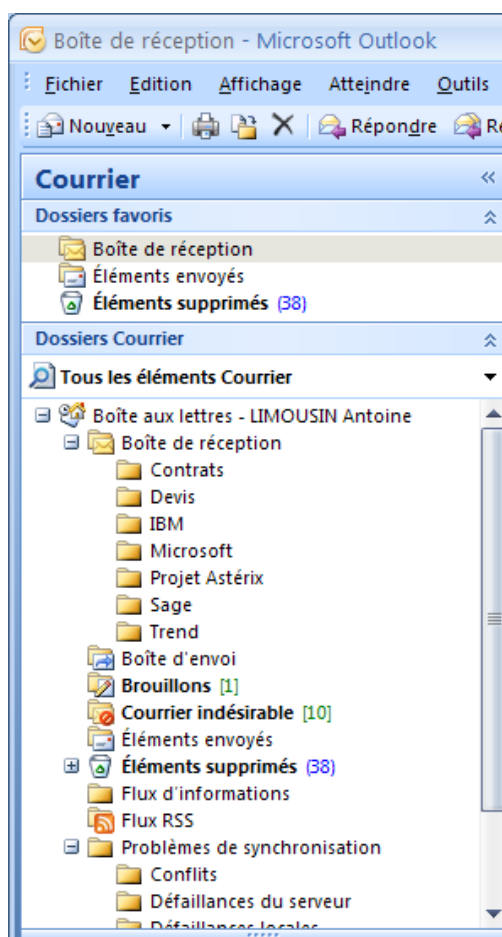 Boîte de réception - Microsoft Outlook
Fichier Edition Affichage Atteindre Outils
Nouveau Répondre Ré
Courrier
Dossiers favoris
Boîte de réception
Éléments envoyés
Éléments supprimés (38)
Dossiers Courrier
Tous les éléments Courrier
Boîte aux lettres - LIMOUSIN Antoine
Boîte de réception
Contrats
Devis
IBM
Microsoft
Projet Astérix
Sage
Trend
Boîte d'envoi
Brouillons [1]
Courrier indésirable [10]
Éléments envoyés
Éléments supprimés (38)
Flux d'informations
Flux RSS
Problèmes de synchronisation
Conflits
Défaillances du serveur
Défaillances locales